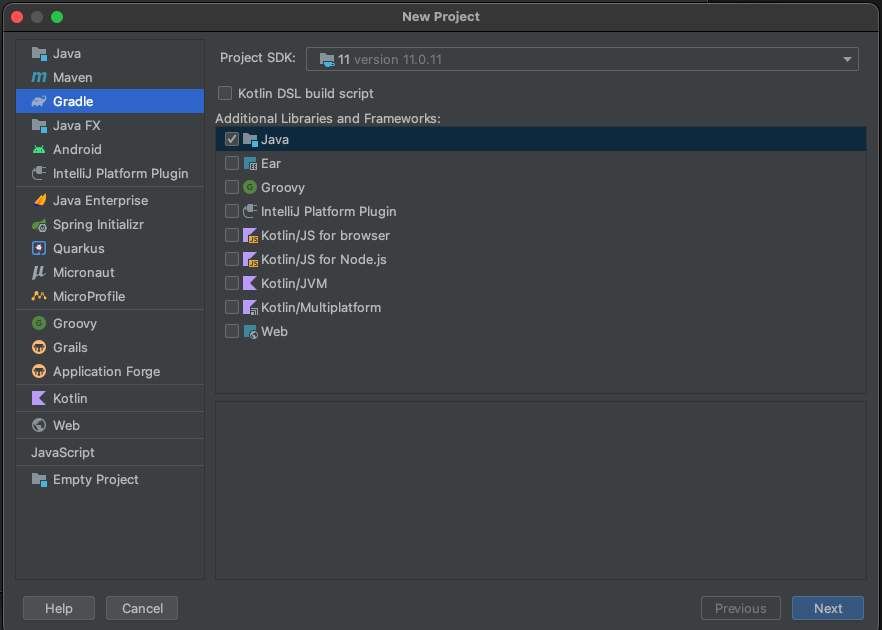 New Project
Java
Maven
Gradle
Java FX
Android
IntelliJ Platform Plugin
Java Enterprise
Spring Initializr
Quarkus
Micronaut
MicroProfile
Groovy
Grails
Application Forge
Kotlin
Web
JavaScript
Empty Project
Project SDK: 11 version 11.0.11
Kotlin DSL build script
Additional Libraries and Frameworks:
Java
Ear
Groovy
IntelliJ Platform Plugin
Kotlin/JS for browser
Kotlin/JS for Node.js
Kotlin/JVM
Kotlin/Multiplatform
Web
Help Cancel Previous Next